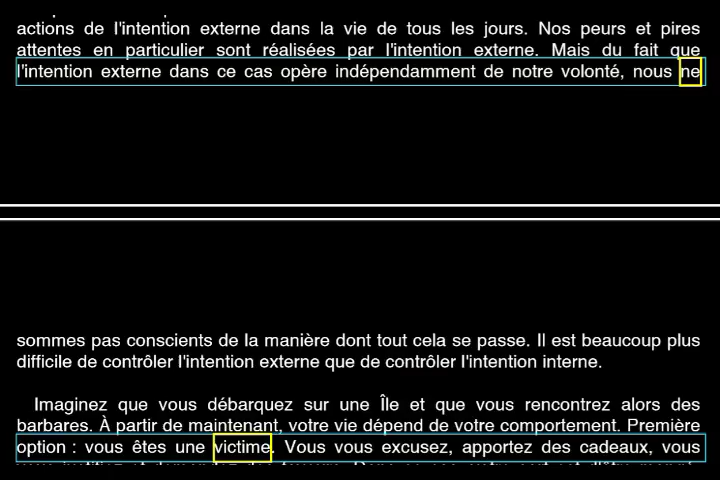 actions de l'intention externe dans la vie de tous les jours. Nos peurs et pires
attentes en particulier sont réalisées par l'intention externe. Mais du fait que
l'intention externe dans ce cas opère indépendamment de notre volonté, nous ne
sommes pas conscients de la manière dont tout cela se passe. Il est beaucoup plus
difficile de contrôler l'intention externe que de contrôler l'intention interne.
Imaginez que vous débarquez sur une Île et que vous rencontrez alors des
barbares. À partir de maintenant, votre vie dépend de votre comportement. Première
option : vous êtes une victime. Vous vous excusez, apportez des cadeaux, vous